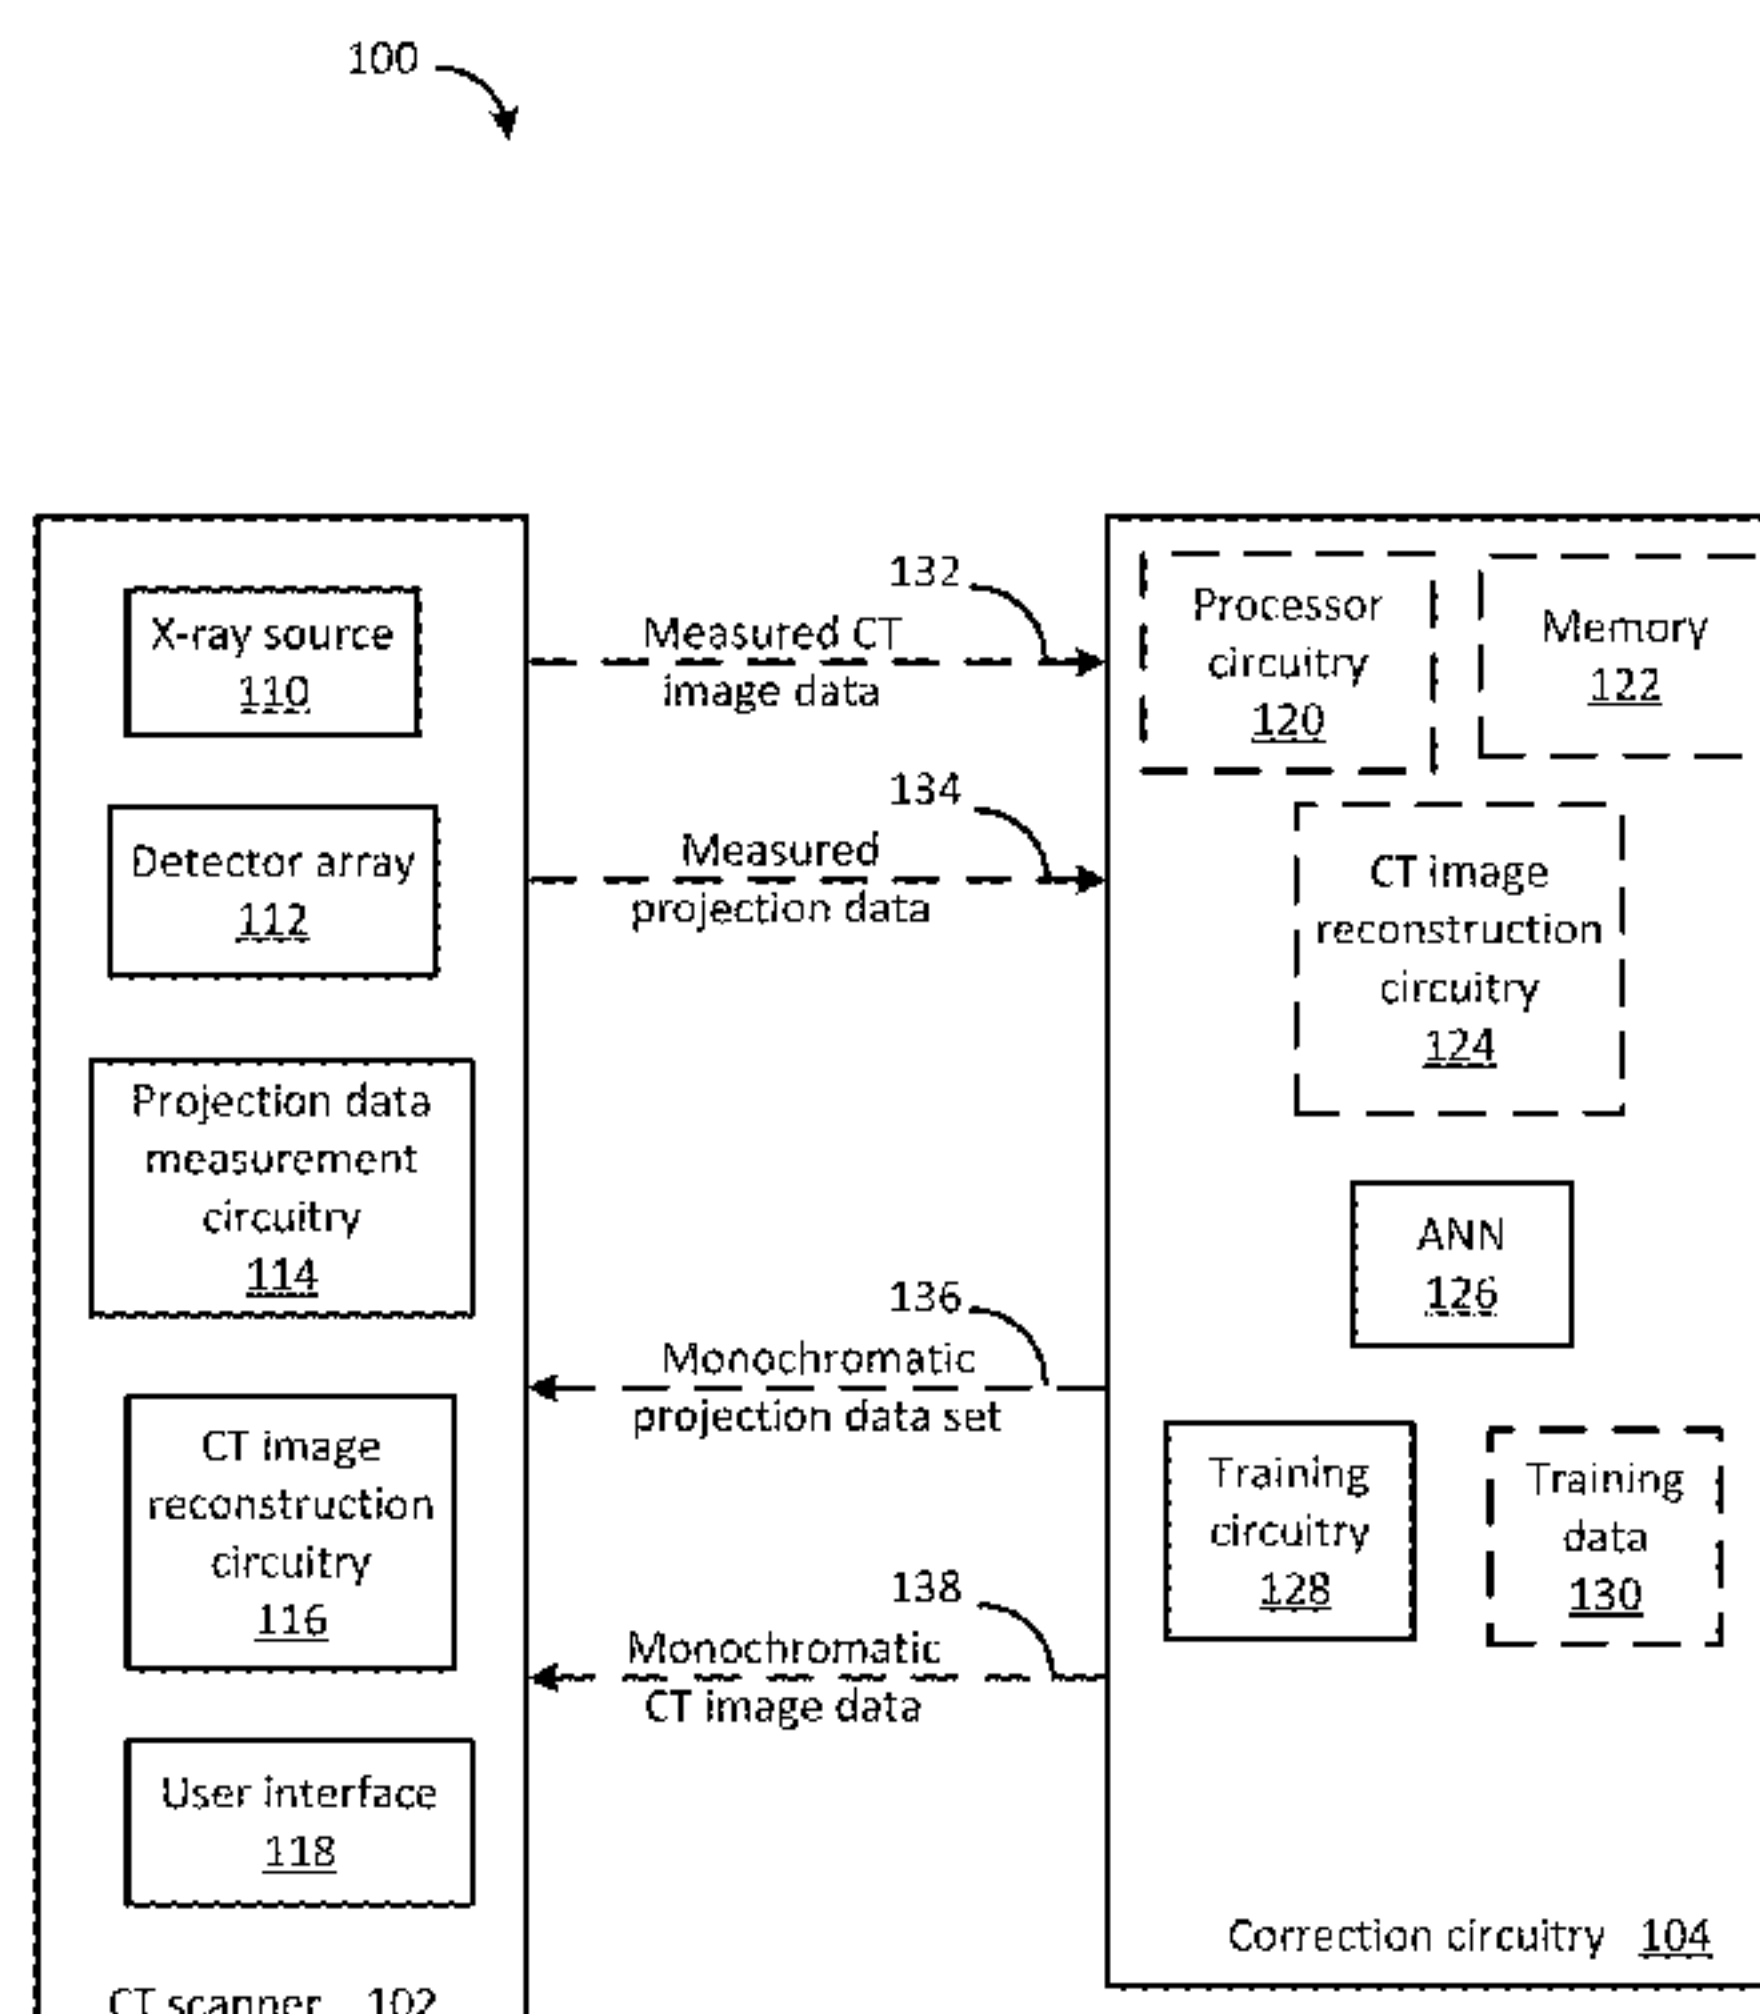 100
X-ray source
110
Detector array
112
Projection data
measurement
circuitry
114
CT image
reconstruction
circuitry
116
User interface
118
CT scanner 102
132
Measured CT
image data
134
Measured
projection data
136
Monochromatic
projection data set
138
Monochromatic
CT image data
Processor
circuitry
120
Memory
122
CT image
reconstruction
circuitry
124
ANN
126
Training
circuitry
128
Training
data
130
Correction circuitry 104